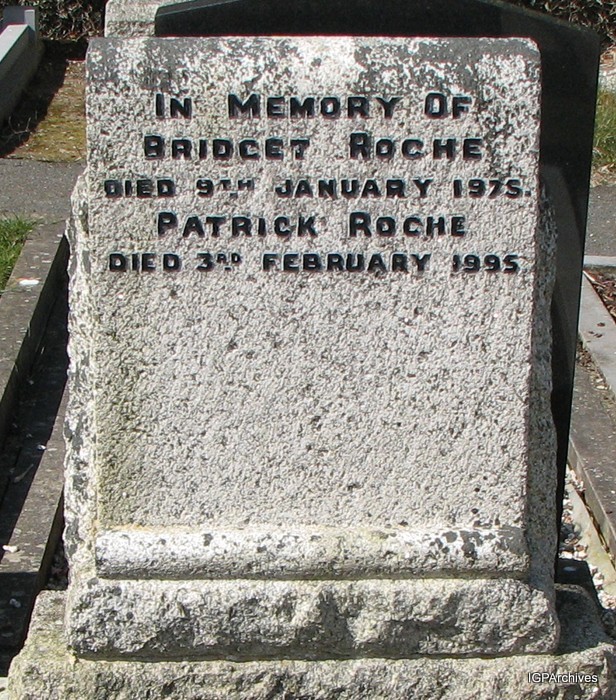 In Memory Of
Bridget Roche
Died 9th January 1975.
Patrick Roche
Died 3rd February 1995
IGPArchives